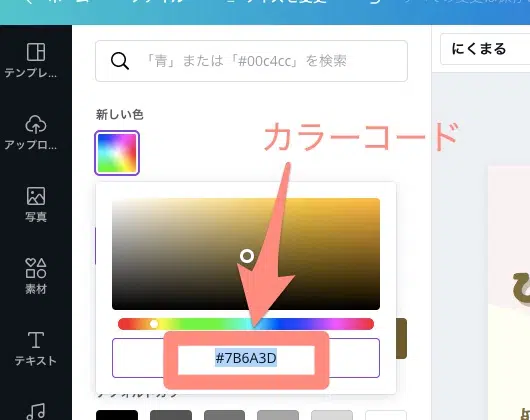 「青」または「#00c4cc」を検索
にくまる
テンプレ...
新しい色
カラーコード
アップロ...
写真
素材
#7B6A3D
テキスト